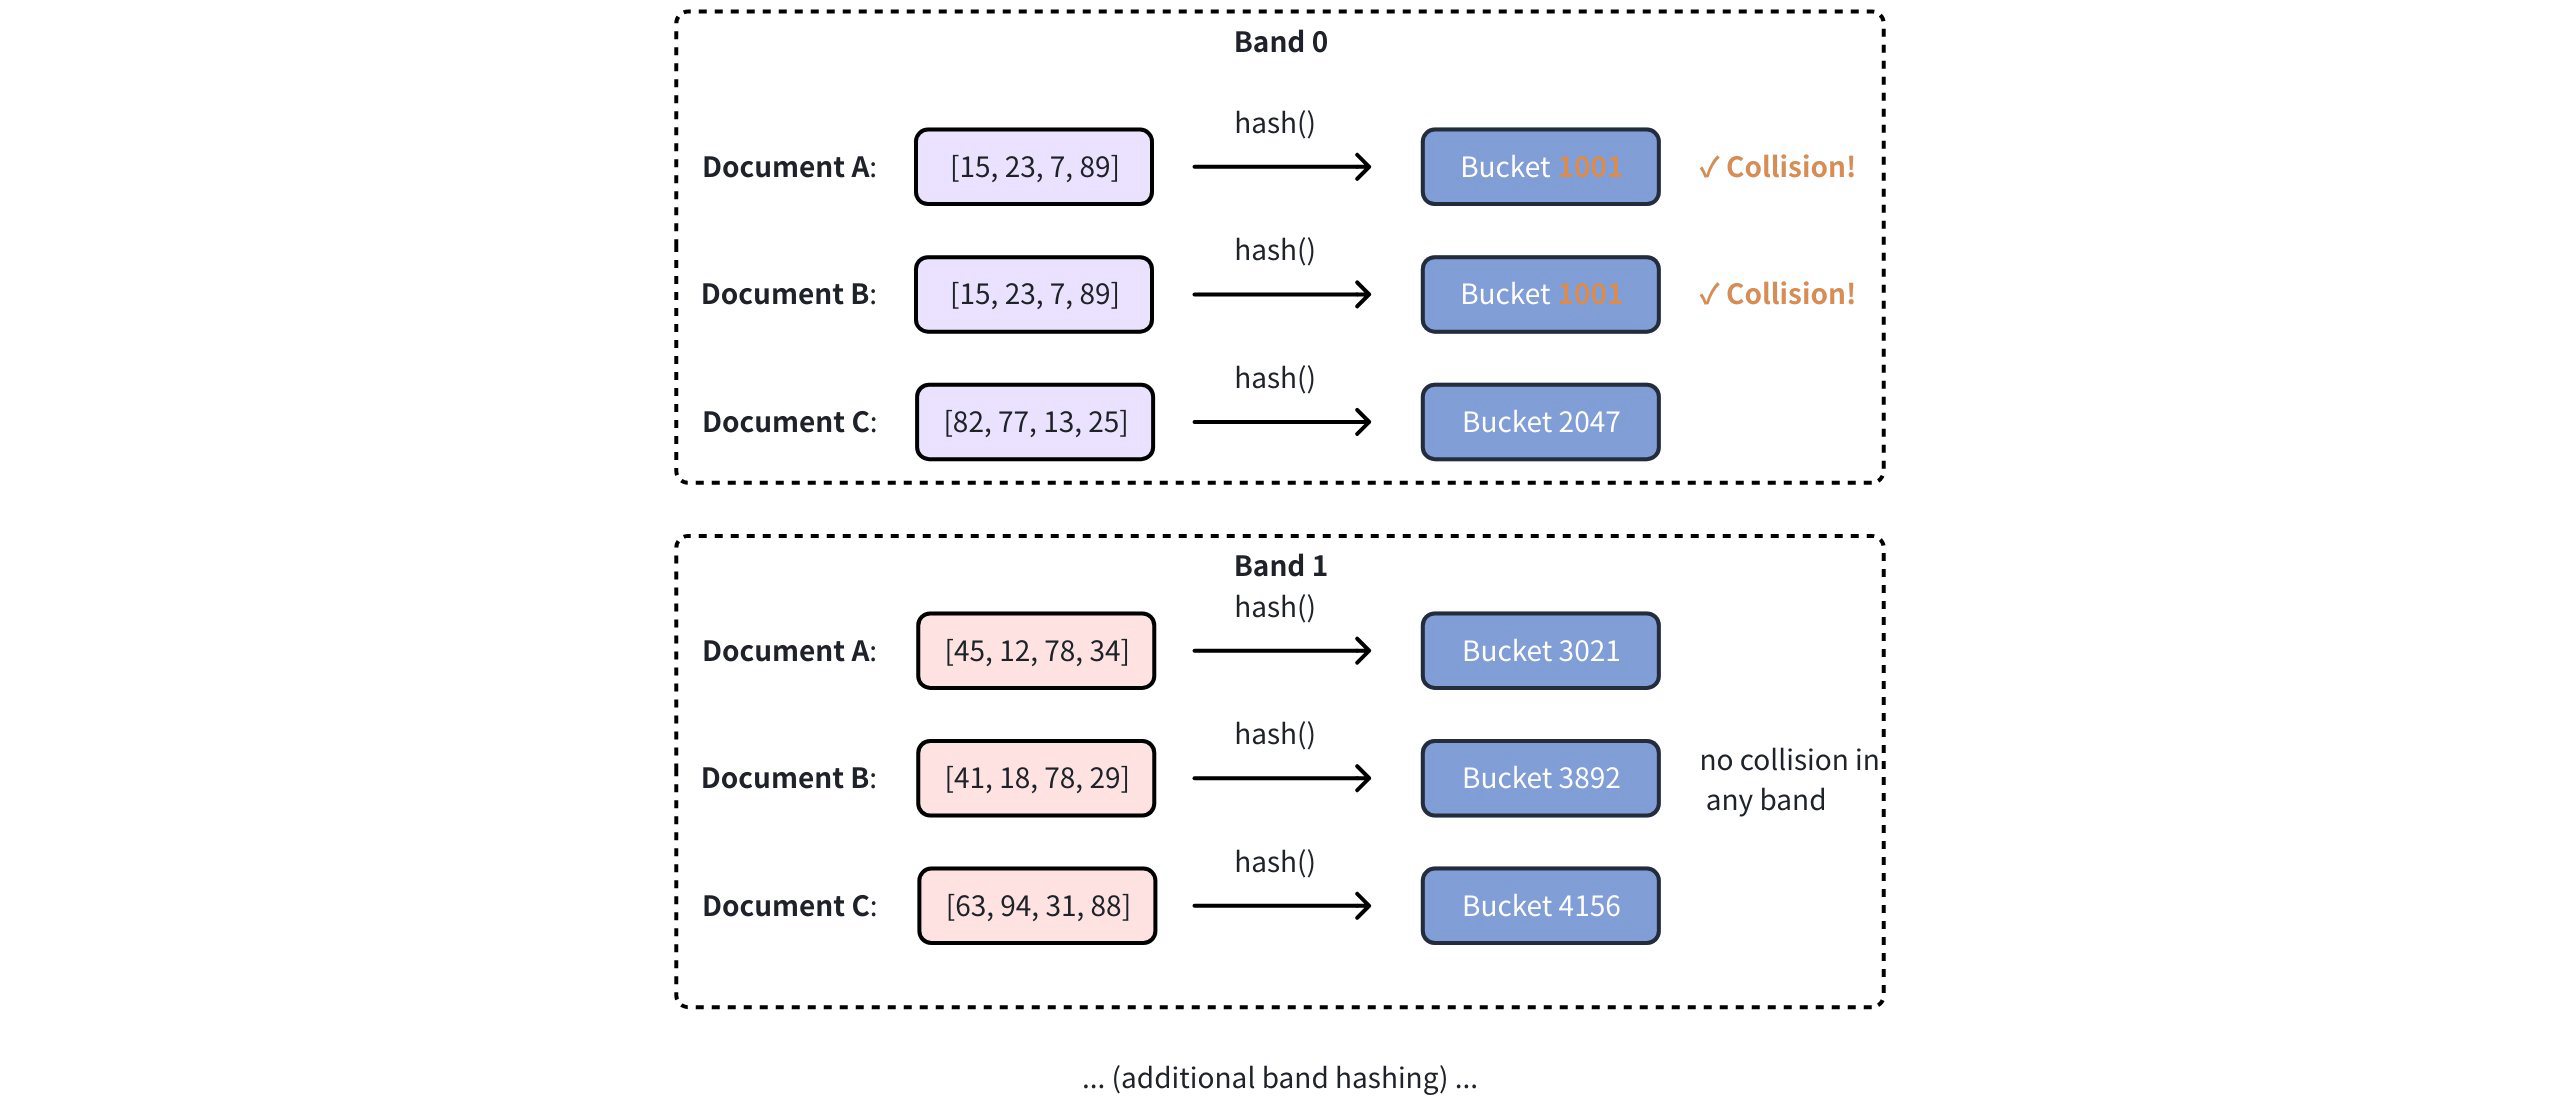 Band 0
hash()
Document A: [15, 23, 7, 89] Bucket 1001 ✓ Collision!
hash()
Document B: [15, 23, 7, 89] Bucket 1001 ✓ Collision!
hash()
Document C: [82, 77, 13, 25] Bucket 2047
Band 1
hash()
Document A: [45, 12, 78, 34] Bucket 3021
hash()
Document B: [41, 18, 78, 29] Bucket 3892
no collision in
any band
hash()
Document C: [63, 94, 31, 88] Bucket 4156
... (additional band hashing) ...